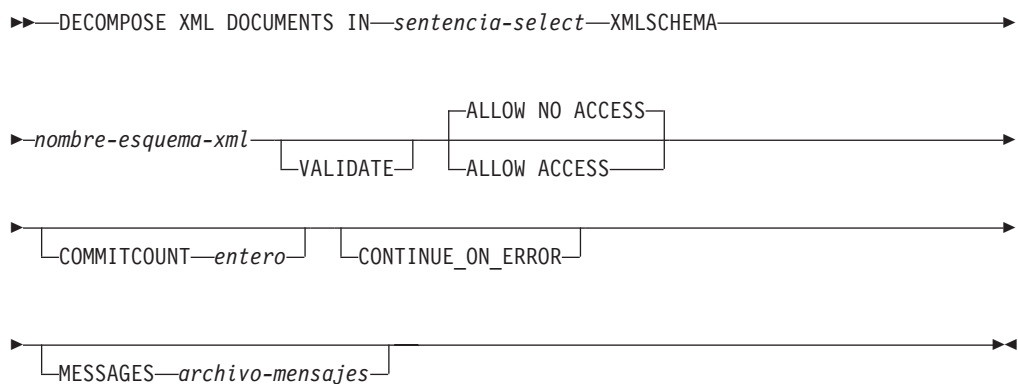 DECOMPOSE XML DOCUMENTS IN sentencia-select XMLSCHEMA
ALLOW NO ACCESS
nombre-esquema-xml
VALIDATE ALLOW ACCESS
COMMITCOUNT entero CONTINUE_ON_ERROR
MESSAGES archivo-mensajes